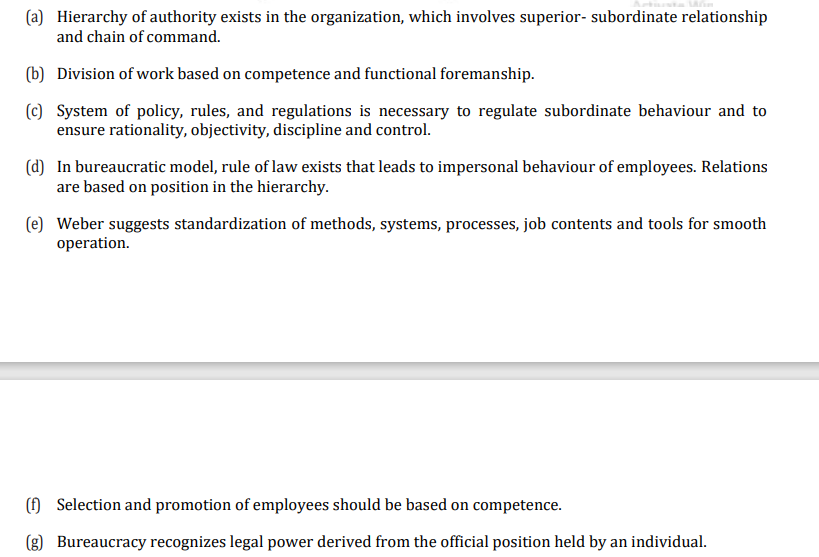 (a) Hierarchy of authority exists in the organization, which involves superior- subordinate relationship
and chain of command.
(b) Division of work based on competence and functional foremanship.
(c) System of policy, rules, and regulations is necessary to regulate subordinate behaviour and to
ensure rationality, objectivity, discipline and control.
(d) In bureaucratic model, rule of law exists that leads to impersonal behaviour of employees. Relations
are based on position in the hierarchy.
(e) Weber suggests standardization of methods, systems, processes, job contents and tools for smooth
operation.
(f) Selection and promotion of employees should be based on competence.
(g) Bureaucracy recognizes legal power derived from the official position held by an individual.